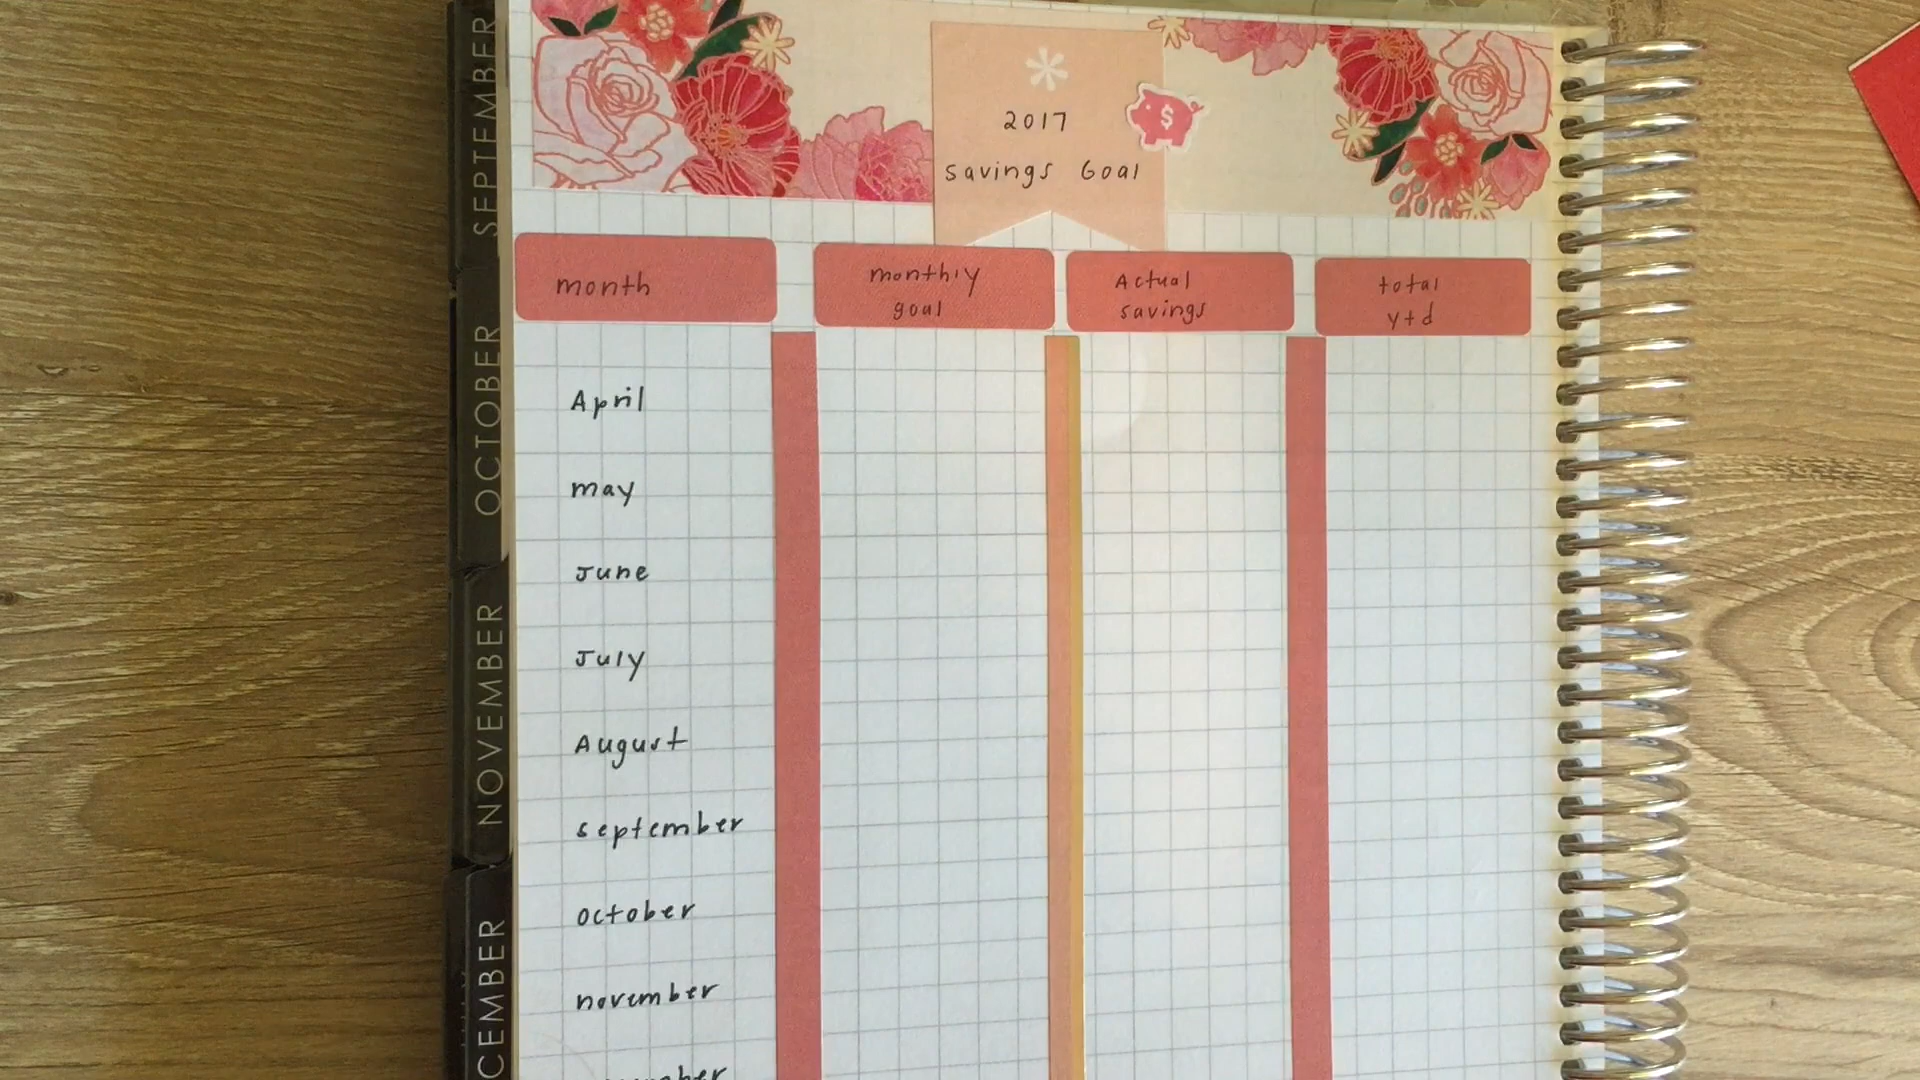 2017
savings Goal
$
month
monthly
goal
Actual
savings
total
ytd
April
may
June
July
August
september
october
november
SEPTEMBER
OCTOBER
NOVEMBER
CEMBER